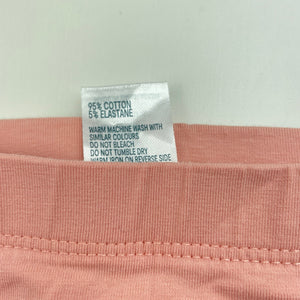 95% COTTON
5% ELASTANE
WARM MACHINE WASH WITH
SIMILAR COLOURS
DO NOT BLEACH
DO NOT TUMBLE DRY
WARM IRON ON REVERSE SIDE